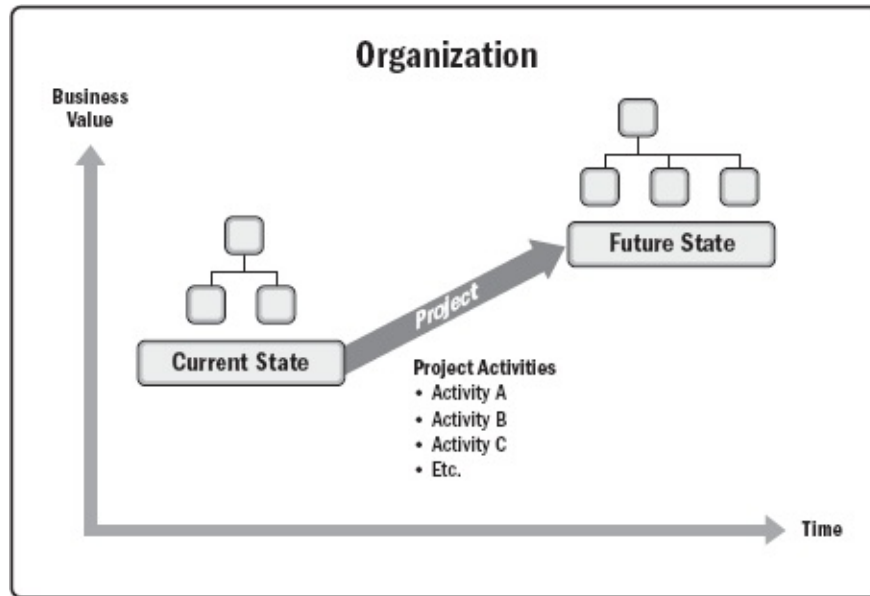 Organization
Business
Value
Future State
Project
Current State
Project Activities
• Activity A
• Activity B
• Activity C
• Etc.
Time